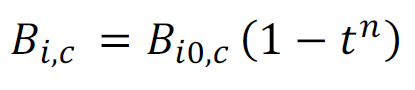 B_{i,c} = B_{i0,c} (1 − t^n)